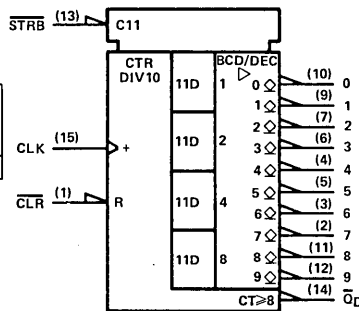 STRB (13) C11
CTR
DIV10
BCD/DEC
11D 1 0 (10) 0
1 (9) 1
11D 2 2 (7) 2
3 (6) 3
CLK (15) +
4 (4) 4
11D 4 5 (5) 5
CLR (1) R
6 (3) 6
7 (2) 7
11D 8 8 (11) 8
9 (12) 9
CT≥8 (14) Q̅D